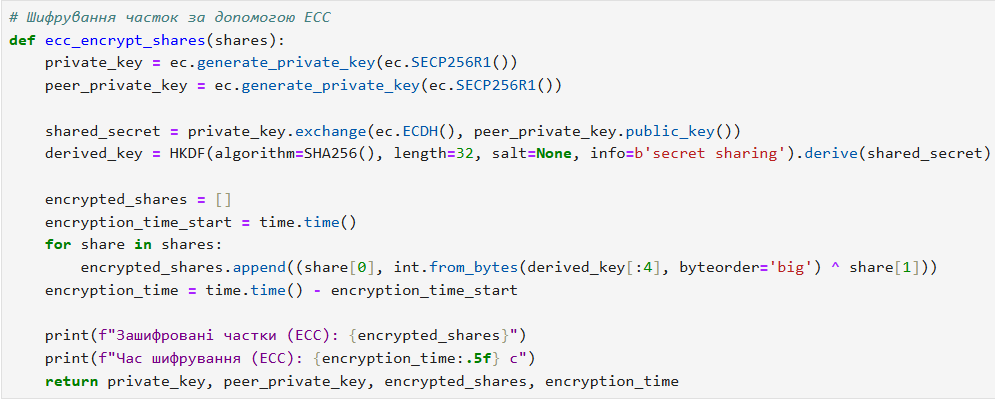 # Шифрування часток за допомогою ECC
def ecc_encrypt_shares(shares):
    private_key = ec.generate_private_key(ec.SECP256R1())
    peer_private_key = ec.generate_private_key(ec.SECP256R1())

    shared_secret = private_key.exchange(ec.ECDH(), peer_private_key.public_key())
    derived_key = HKDF(algorithm=SHA256(), length=32, salt=None, info=b'secret sharing').derive(shared_secret)

    encrypted_shares = []
    encryption_time_start = time.time()
    for share in shares:
        encrypted_shares.append((share[0], int.from_bytes(derived_key[:4], byteorder='big') ^ share[1]))
    encryption_time = time.time() - encryption_time_start

    print(f"Зашифровані частки (ECC): {encrypted_shares}")
    print(f"Час шифрування (ECC): {encryption_time:.5f} с")
    return private_key, peer_private_key, encrypted_shares, encryption_time